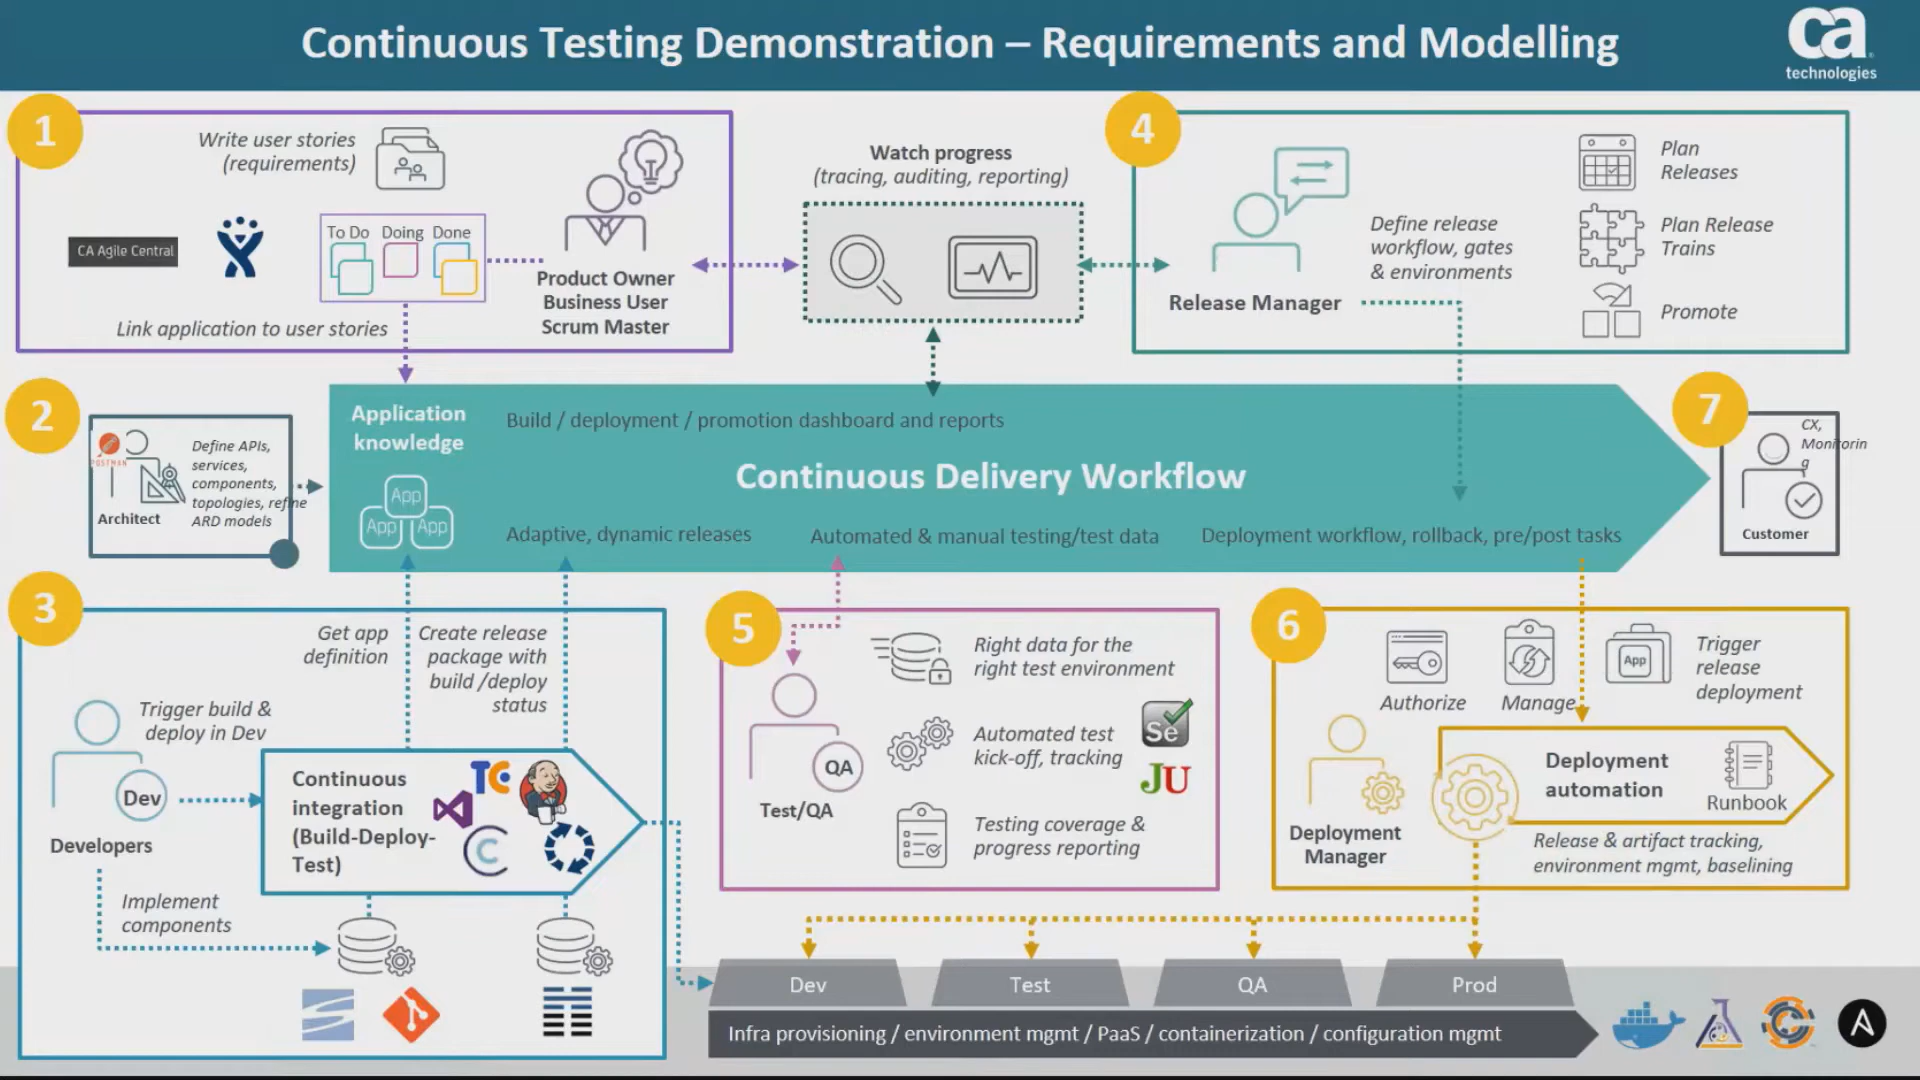 Continuous Testing Demonstration – Requirements and Modelling
ca
technologies
1
Write user stories
(requirements)
CA Agile Central
To Do Doing Done
Product Owner
Business User
Scrum Master
Link application to user stories
Watch progress
(tracing, auditing, reporting)
4
Release Manager
Define release
workflow, gates
& environments
Plan
Releases
Plan Release
Trains
Promote
2
POSTMAN
Architect
Define APIs,
services,
components,
topologies, refine
ARD models
Application
knowledge
App
App App
Build / deployment / promotion dashboard and reports
Continuous Delivery Workflow
Adaptive, dynamic releases
Automated & manual testing/test data
Deployment workflow, rollback, pre/post tasks
7
CX,
Monitorin
g
Customer
3
Get app
definition
Create release
package with
build /deploy
status
Trigger build &
deploy in Dev
Dev
Developers
Continuous
integration
(Build-Deploy-
Test)
TC
C
Implement
components
5
QA
Test/QA
Right data for the
right test environment
Automated test
kick-off, tracking
Se
JU
Testing coverage &
progress reporting
6
Authorize
Manage
App
Trigger
release
deployment
Deployment
Manager
Deployment
automation
Runbook
Release & artifact tracking,
environment mgmt, baselining
Dev
Test
QA
Prod
Infra provisioning / environment mgmt / PaaS / containerization / configuration mgmt
A